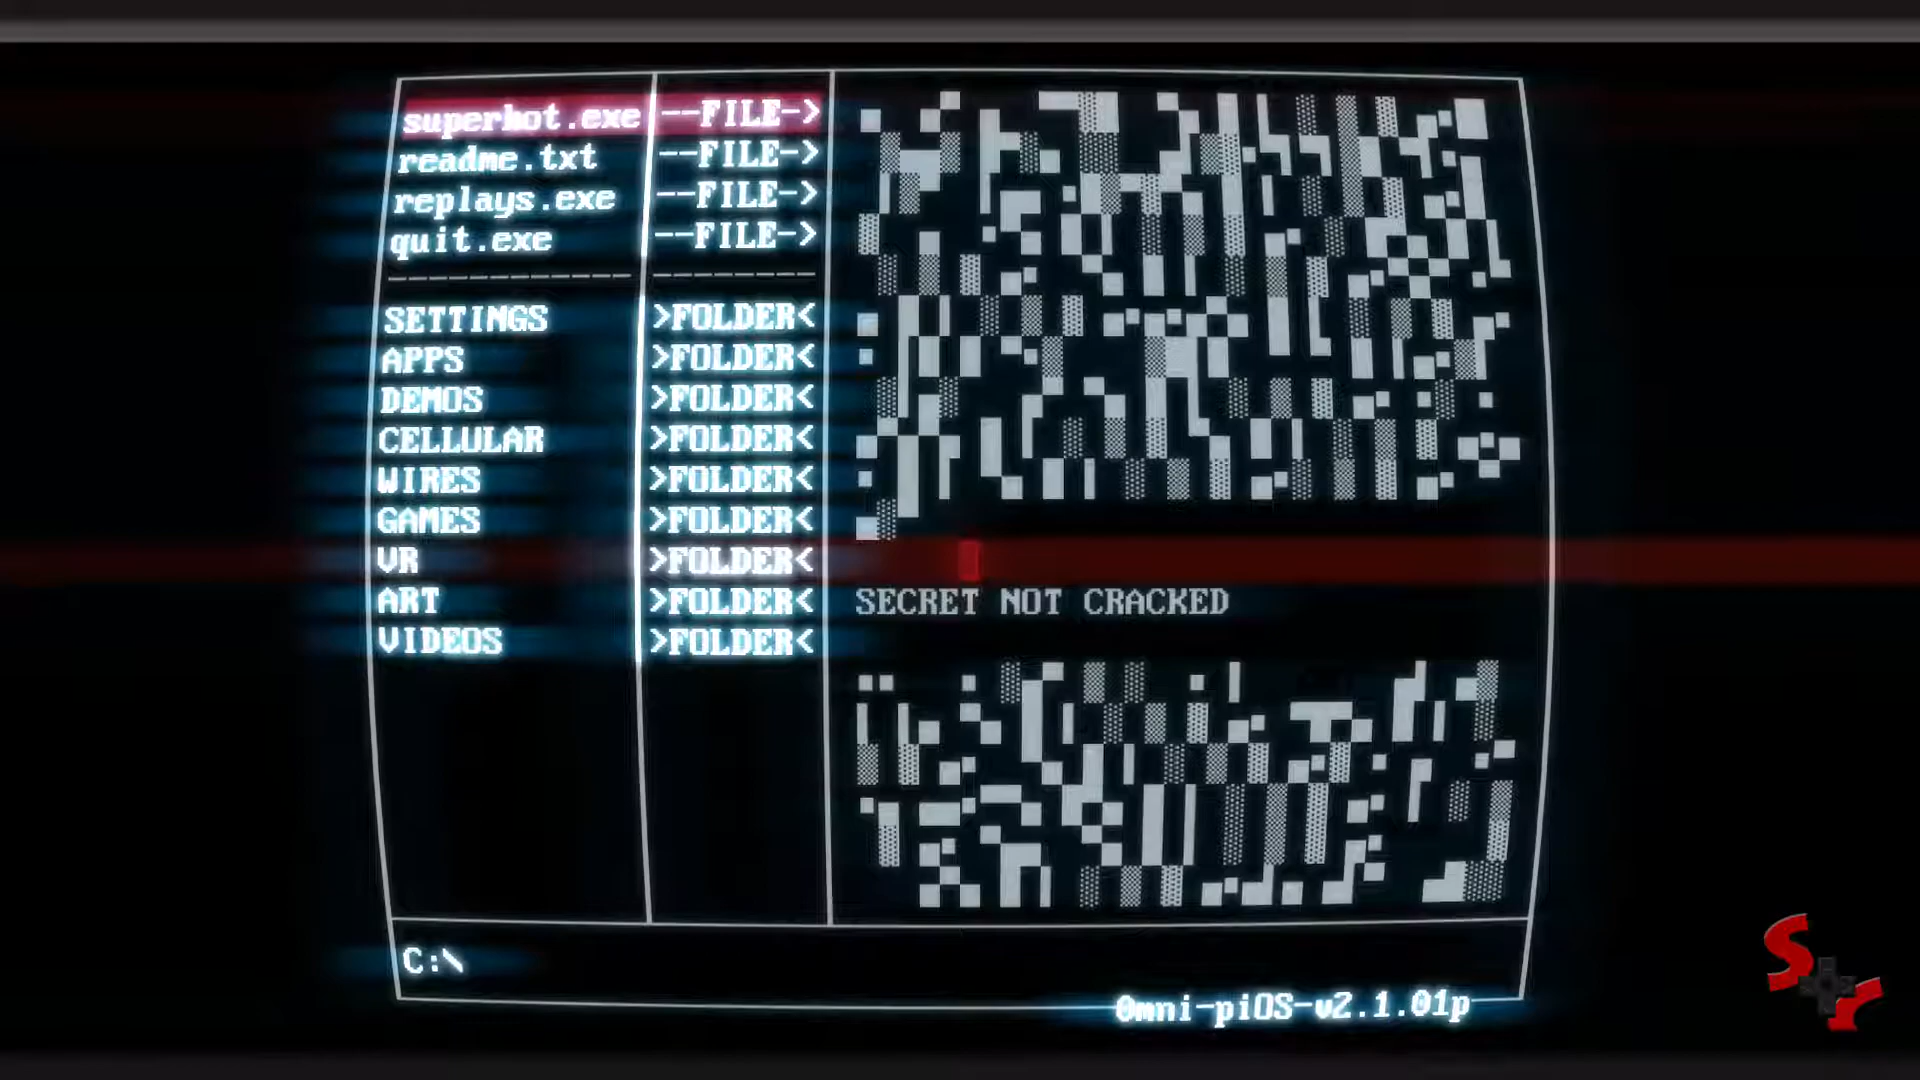 superhot.exe --FILE->
readme.txt --FILE->
replays.exe --FILE->
quit.exe --FILE->
SETTINGS >FOLDER<
APPS >FOLDER<
DEMOS >FOLDER<
CELLULAR >FOLDER<
WIRES >FOLDER<
GAMES >FOLDER<
VR >FOLDER<
ART >FOLDER<
VIDEOS >FOLDER<
SECRET NOT CRACKED
C:\
0mni-piOS-v2.1.01p
S r